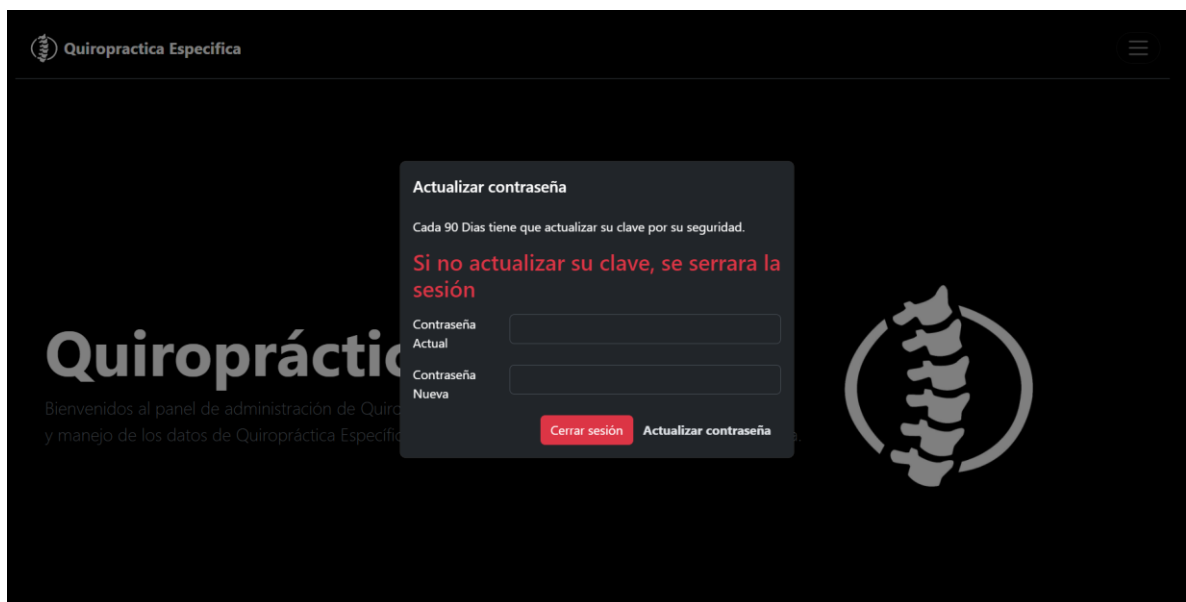 Quiropractica Especifica
Actualizar contraseña
Cada 90 Dias tiene que actualizar su clave por su seguridad.
Si no actualizar su clave, se serrara la
sesión
Contraseña
Actual
Contraseña
Nueva
Cerrar sesión Actualizar contraseña
Quiropráctic
Bienvenidos al panel de administración de Quiro
y manejo de los datos de Quiropráctica Específic